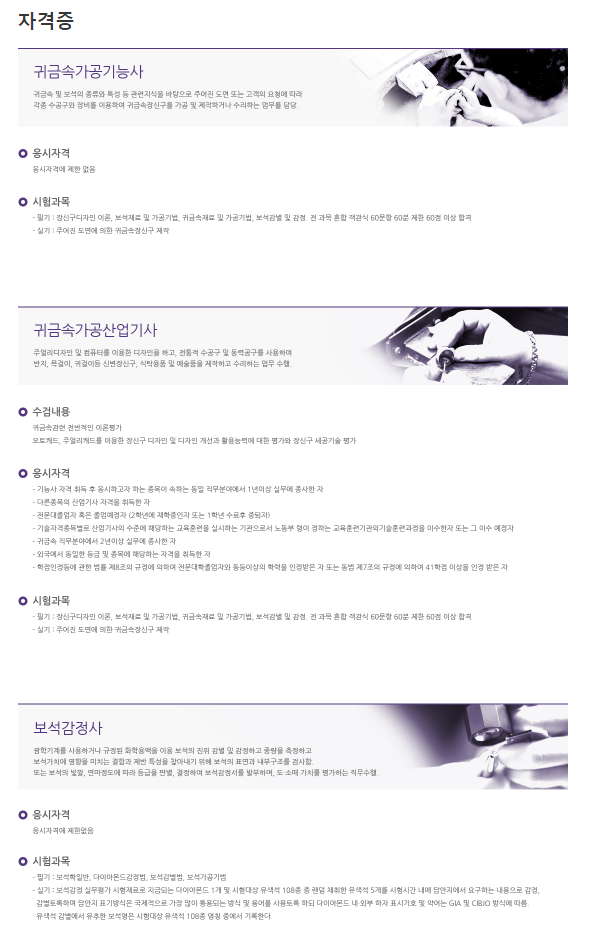 자격증
귀금속가공기능사
귀금속 및 보석의 종류와 특성 등 관련지식을 바탕으로 주어진 도면 또는 고객의 요청에 따라
각종 수공구와 장비를 이용하여 귀금속장신구를 가공 및 제작하거나 수리하는 업무를 담당.
응시자격
응시자격에 제한 없음
시험과목
- 필기 : 장신구디자인 이론, 보석재료 및 가공기법, 귀금속재료 및 가공기법, 보석감별 및 감정. 전 과목 혼합 객관식 60문항 60분 제한 60점 이상 합격
- 실기 : 주어진 도면에 의한 귀금속장신구 제작
귀금속가공산업기사
주얼리디자인 및 컴퓨터를 이용한 디자인을 하고, 전통적 수공구 및 동력공구를 사용하여
반지, 목걸이, 귀걸이등 신변장신구, 식탁용품 및 예술품을 제작하고 수리하는 업무 수행.
수검내용
귀금속관련 전반적인 이론평가
오토캐드, 주얼리캐드를 이용한 장신구 디자인 및 디자인 개선과 활용능력에 대한 평가와 장신구 세공기술 평가
응시자격
- 기능사 자격 취득 후 응시하고자 하는 종목이 속하는 동일 직무분야에서 1년이상 실무에 종사한 자
- 다른종목의 산업기사 자격을 취득한 자
- 전문대졸업자 혹은 졸업예정자 (2학년에 재학중인자 또는 1학년 수료후 중퇴자)
- 기술자격종목별로 산업기사의 수준에 해당하는 교육훈련을 실시하는 기관으로서 노동부 령이 정하는 교육훈련기관의기술훈련과정을 이수한자 또는 그 이수 예정자
- 귀금속 직무분야에서 2년이상 실무에 종사한 자
- 외국에서 동일한 등급 및 종목에 해당하는 자격을 취득한 자
- 학점인정등에 관한 법률 제8조의 규정에 의하여 전문대학졸업자와 동등이상의 학력을 인정받은 자 또는 동법 제7조의 규정에 의하여 41학점 이상을 인정 받은 자
시험과목
- 필기 : 장신구디자인 이론, 보석재료 및 가공기법, 귀금속재료 및 가공기법, 보석감별 및 감정. 전 과목 혼합 객관식 60문항 60분 제한 60점 이상 합격
- 실기 : 주어진 도면에 의한 귀금속장신구 제작
보석감정사
광학기계를 사용하거나 규정된 화학용액을 이용 보석의 진위 감별 및 감정하고 중량을 측정하고
보석가치에 영향을 미치는 결함과 제반 특성을 찾아내기 위해 보석의 표면과 내부구조를 검사함.
또는 보석의 빛깔, 연마정도에 따라 등급을 판별, 결정하여 보석감정서를 발부하며, 도·소매 가치를 평가하는 직무수행.
응시자격
응시자격에 제한없음
시험과목
- 필기 : 보석학일반, 다이아몬드감정법, 보석감별법, 보석가공기법
- 실기 : 보석감정 실무평가 시험재료로 지급되는 다이아몬드 1개 및 시험대상 유색석 108종 중 랜덤 채취한 유색석 5개를 시험시간 내에 답안지에서 요구하는 내용으로 감정,
감별토록하며 답안지 표기방식은 국제적으로 가장 많이 통용되는 방식 및 용어를 사용토록 하되 다이아몬드 내·외부 하자 표시기호 및 약어는 GIA 및 CIBJO 방식에 따름.
유색석 감별에서 유추한 보석명은 시험대상 유색석 108종 명칭 중에서 기록한다.